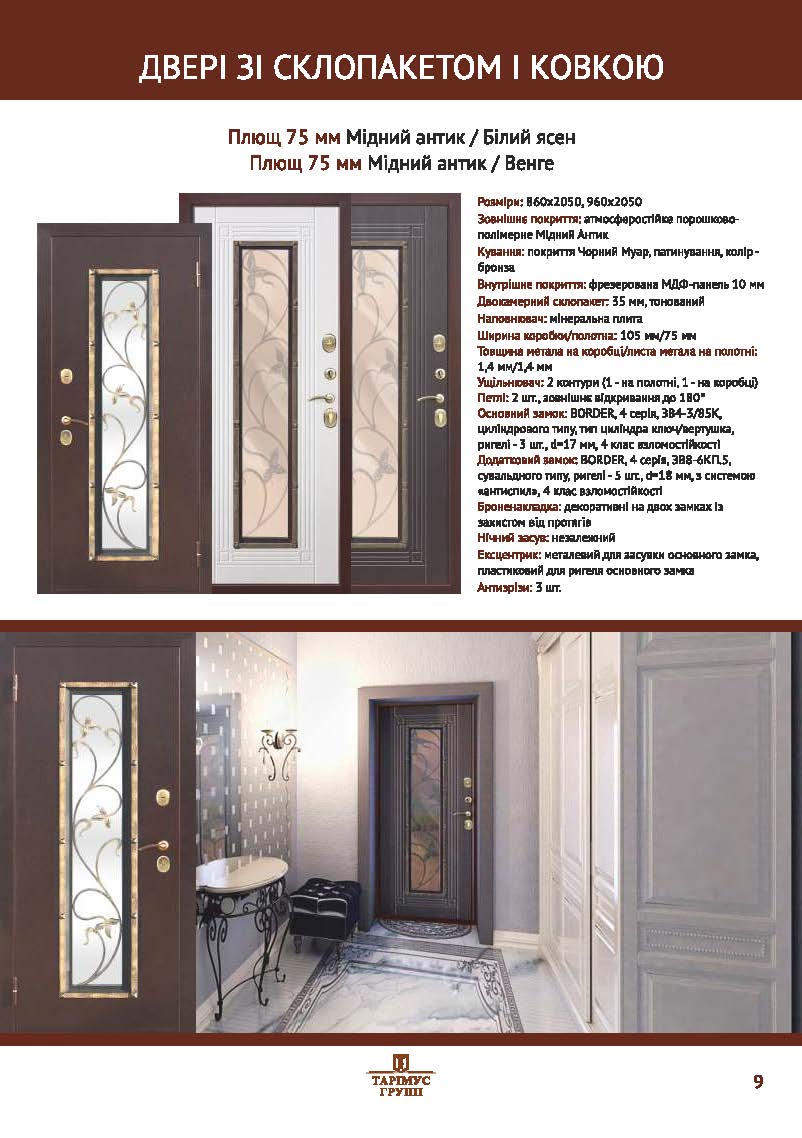 ДВЕРІ ЗІ СКЛОПАКЕТОМ І КОВКОЮ
Плющ 75 мм Мідний антик / Білий ясен
Плющ 75 мм Мідний антик / Венге
Розміри: 860х2050, 960х2050
Зовнішнє покриття: атмосферостійке порошково-
полімерне Мідний Антик
Кування: покриття Чорний Муар, патинування, колір -
бронза
Внутрішнє покриття: фрезерована МДФ-панель 10 мм
Двокамерний склопакет: 35 мм, тонований
Наповнювач: мінеральна плита
Ширина коробки/полотна: 105 мм/75 мм
Товщина метала на коробці/листа метала на полотні:
1,4 мм/1,4 мм
Ущільнювач: 2 контури (1 - на полотні, 1 - на коробці)
Петлі: 2 шт., зовнішнє відкривання до 180°
Основний замок: BORDER, 4 серія, ЗВ4-3/85К,
циліндрового типу, тип циліндра ключ/вертушка,
ригелі - 3 шт., d=17 мм, 4 клас взломостійкості
Додатковий замок: BORDER, 4 серія, ЗВ8-6КП.5,
сувальдного типу, ригелі - 5 шт., d=18 мм, з системою
«антиспил», 4 клас взломостійкості
Броненакладка: декоративні на двох замках із
захистом від протягів
Нічний засув: незалежний
Ексцентрик: металевий для засувки основного замка,
пластиковий для ригеля основного замка
Антизрізи: 3 шт.
ТАРІМУС
ГРУПП
9